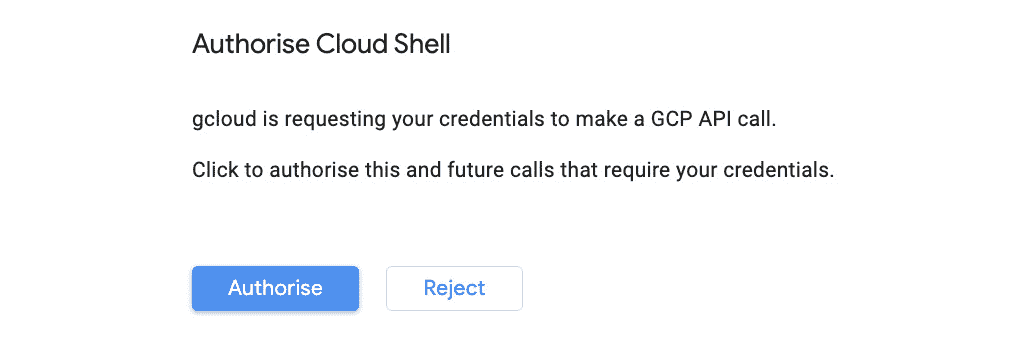 Authorise Cloud Shell
gcloud is requesting your credentials to make a GCP API call.
Click to authorise this and future calls that require your credentials.
Authorise
Reject